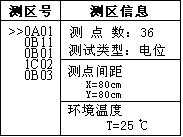 测区号
>>0A01
0B11
0B01
1C02
0B03
测区信息
测 点 数: 36
测试类型: 电位
测点间距
X=80cm
Y=80cm
环境温度
T=25 ℃